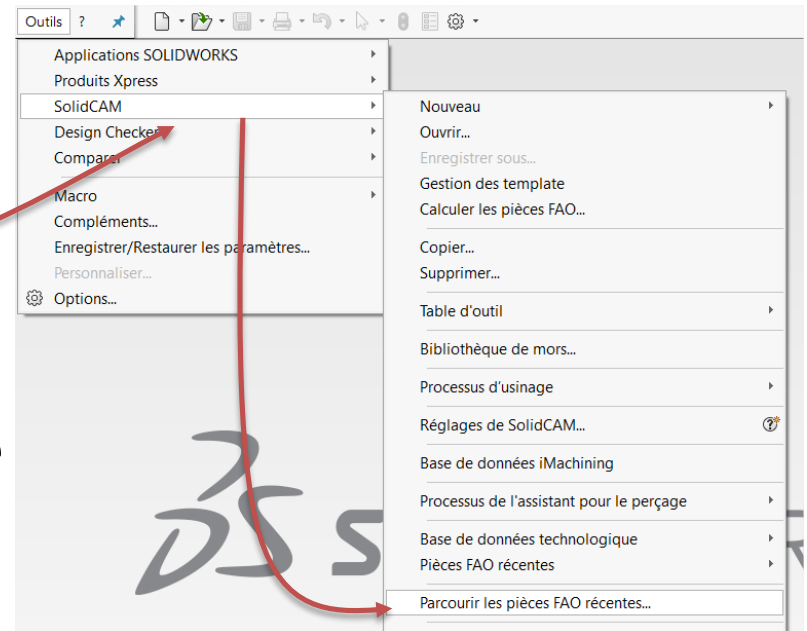 Outils ?
Applications SOLIDWORKS
Produits Xpress
SolidCAM
Design Checker
Comparer
Macro
Compléments...
Enregistrer/Restaurer les paramètres...
Personnaliser...
Options...
Nouveau
Ouvrir...
Enregistrer sous...
Gestion des template
Calculer les pièces FAO...
Copier...
Supprimer...
Table d'outil
Bibliothèque de mors...
Processus d'usinage
Réglages de SolidCAM...
Base de données iMachining
Processus de l'assistant pour le perçage
Base de données technologique
Pièces FAO récentes
Parcourir les pièces FAO récentes...
DS S